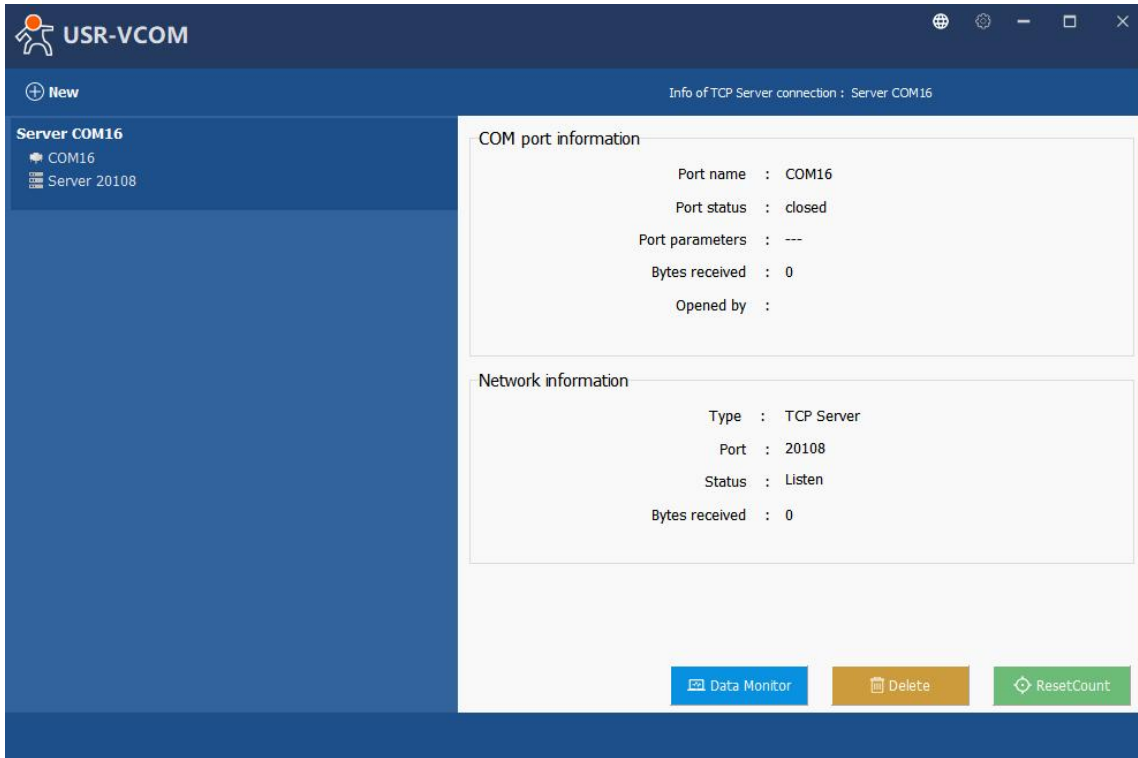 USR-VCOM
New
Info of TCP Server connection : Server COM16
Server COM16
COM16
Server 20108
COM port information
Port name : COM16
Port status : closed
Port parameters : ---
Bytes received : 0
Opened by :
Network information
Type : TCP Server
Port : 20108
Status : Listen
Bytes received : 0
Data Monitor
Delete
ResetCount